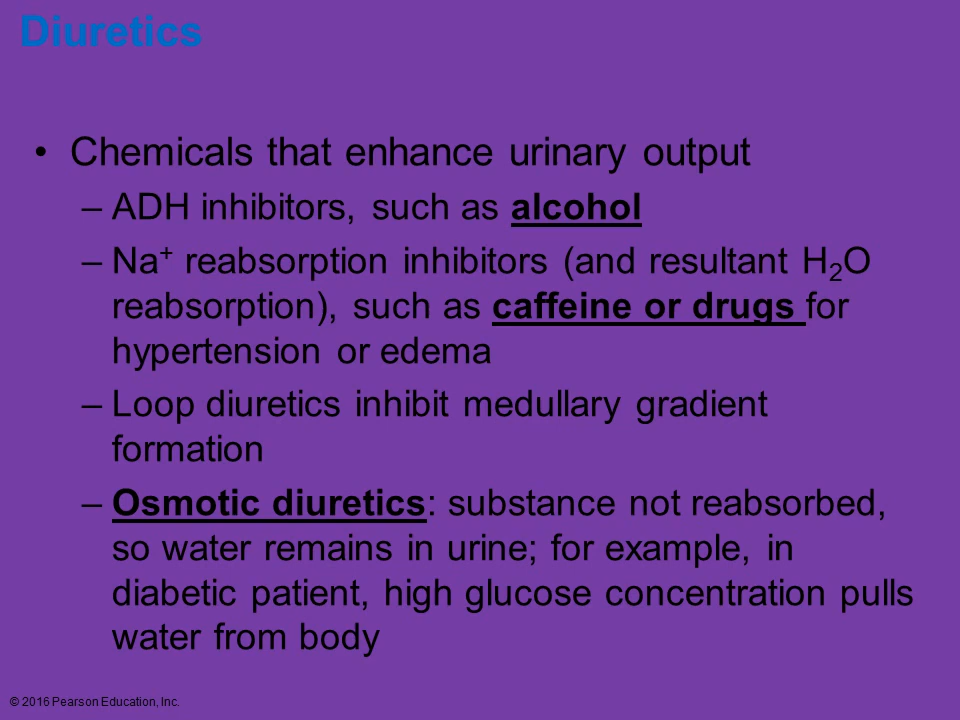 Diuretics
• Chemicals that enhance urinary output
– ADH inhibitors, such as alcohol
– Na⁺ reabsorption inhibitors (and resultant H₂O
reabsorption), such as caffeine or drugs for
hypertension or edema
– Loop diuretics inhibit medullary gradient
formation
– Osmotic diuretics: substance not reabsorbed,
so water remains in urine; for example, in
diabetic patient, high glucose concentration pulls
water from body
© 2016 Pearson Education, Inc.